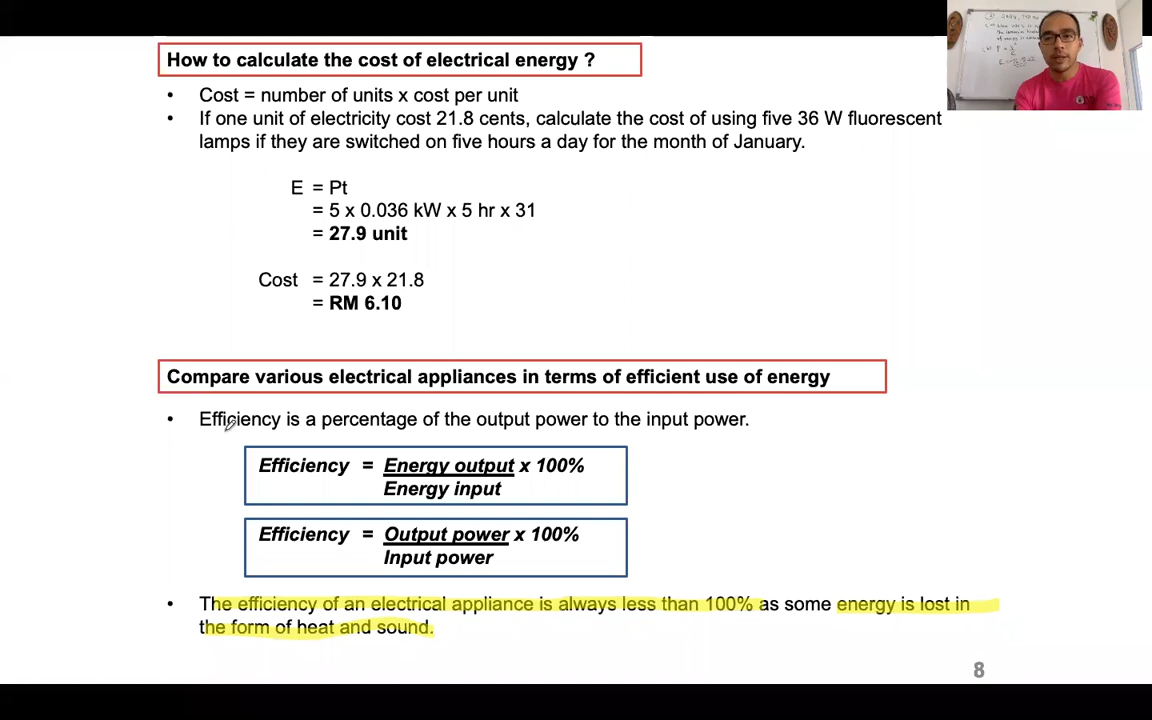 How to calculate the cost of electrical energy ?
• Cost = number of units x cost per unit
• If one unit of electricity cost 21.8 cents, calculate the cost of using five 36 W fluorescent
lamps if they are switched on five hours a day for the month of January.
E = Pt
= 5 x 0.036 kW x 5 hr x 31
= 27.9 unit
Cost = 27.9 x 21.8
= RM 6.10
Compare various electrical appliances in terms of efficient use of energy
• Efficiency is a percentage of the output power to the input power.
Efficiency = Energy output x 100%
Energy input
Efficiency = Output power x 100%
Input power
• The efficiency of an electrical appliance is always less than 100% as some energy is lost in
the form of heat and sound.
8